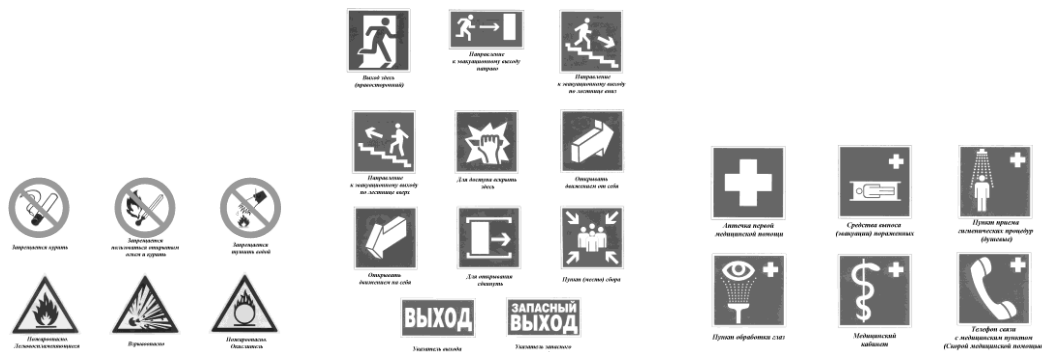 Выход здесь
(правосторонний)
Направление
к эвакуационному выходу
направо
Направление
к эвакуационному выходу
по лестнице вниз
Направление
к эвакуационному выходу
по лестнице вверх
Для доступа вскрыть
здесь
Открывать
движением от себя
Открывать
движением на себя
Для открывания
сдвинуть
Пункт (место) сбора
ВЫХОД
Указатель выхода
ЗАПАСНЫЙ
ВЫХОД
Указатель запасного
Запрещается курить
Запрещается
пользоваться открытым
огнем и курить
Запрещается
тушить водой
Пожароопасно.
Легковоспламеняющиеся
Взрывоопасно
Пожароопасно.
Окислитель
Аптечка первой
медицинской помощи
Средства выноса
(эвакуации) пораженных
Пункт приема
гигиенических процедур
(душевые)
Пункт обработки глаз
Медицинский
кабинет
Телефон связи
с медицинским пунктом
(Скорой медицинской помощью